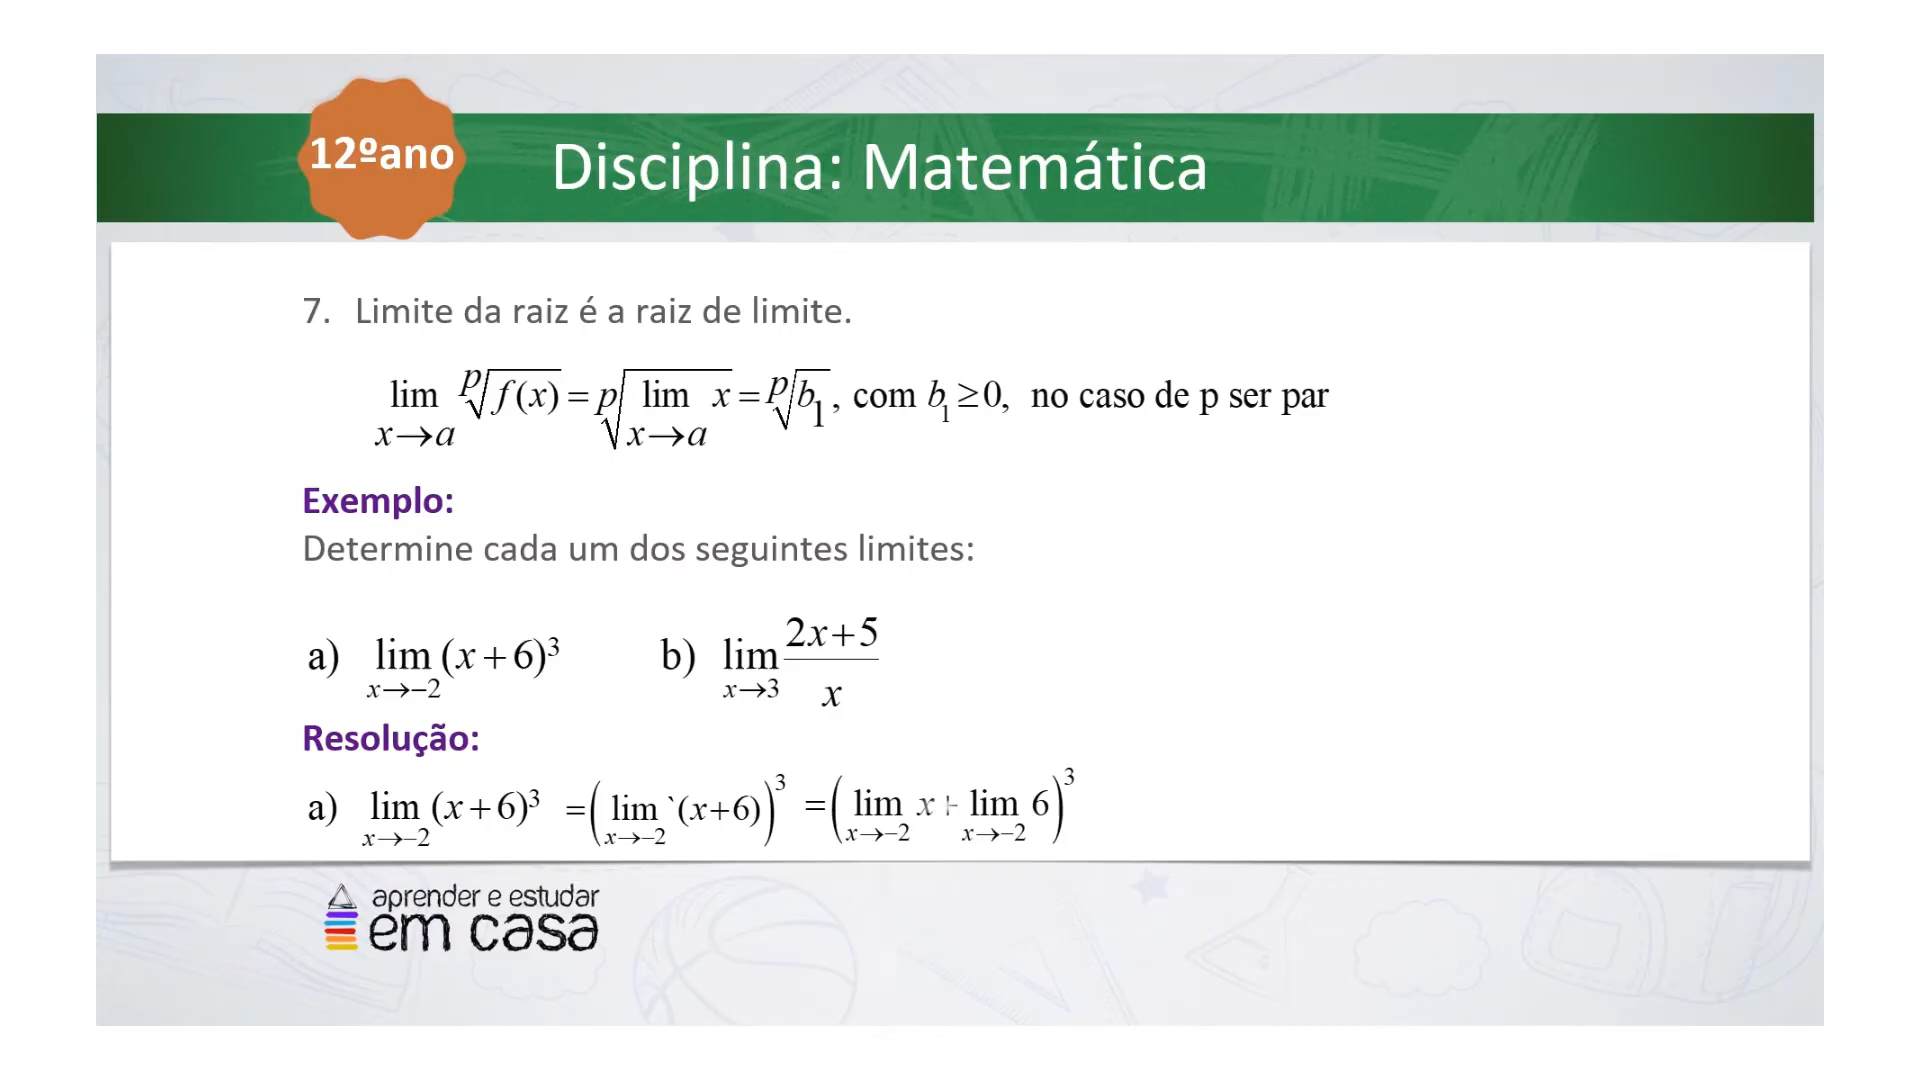 12ºano
Disciplina: Matemática
7. Limite da raiz é a raiz de limite.
lim x→a ᵖ√f(x) = ᵖ√(lim x→a x) = ᵖ√b₁, com b₁ ≥ 0, no caso de p ser par
Exemplo:
Determine cada um dos seguintes limites:
a) lim x→−2 (x+6)³ b) lim x→3 (2x+5)/x
Resolução:
a) lim x→−2 (x+6)³ = (lim x→−2 `(x+6))³ = (lim x→−2 x + lim x→−2 6)³
aprender e estudar
em casa